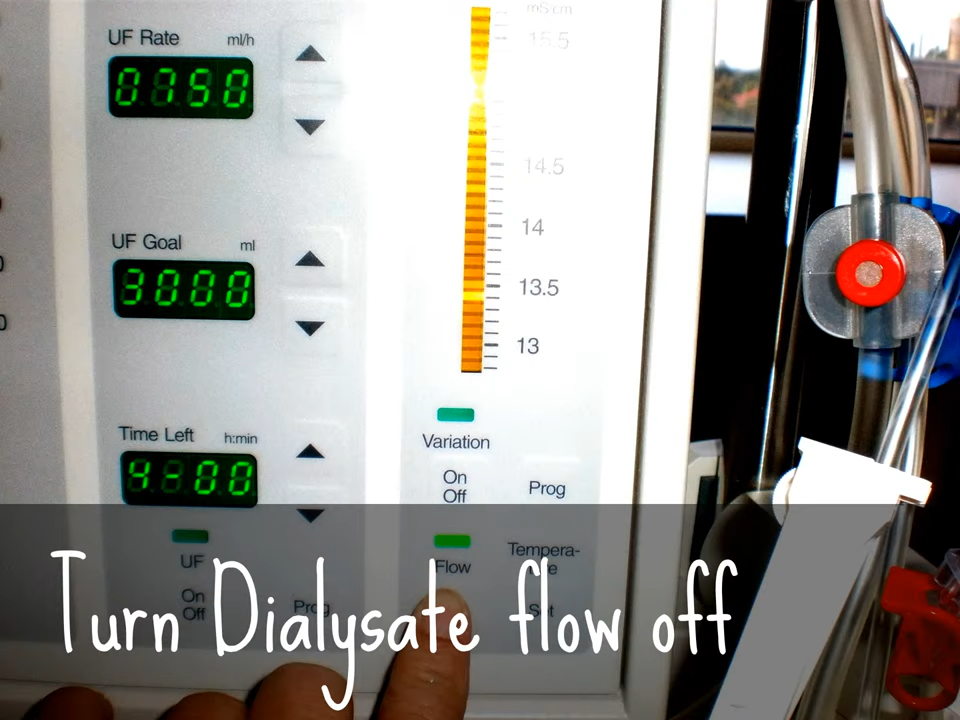 UF Rate ml/h
0750
UF Goal ml
3000
Time Left h:min
4-00
UF
On
Off
Prog
mS/cm
15.5
14.5
14
13.5
13
Variation
On
Off
Prog
Flow
Tempera-
Set
Turn Dialysate flow off